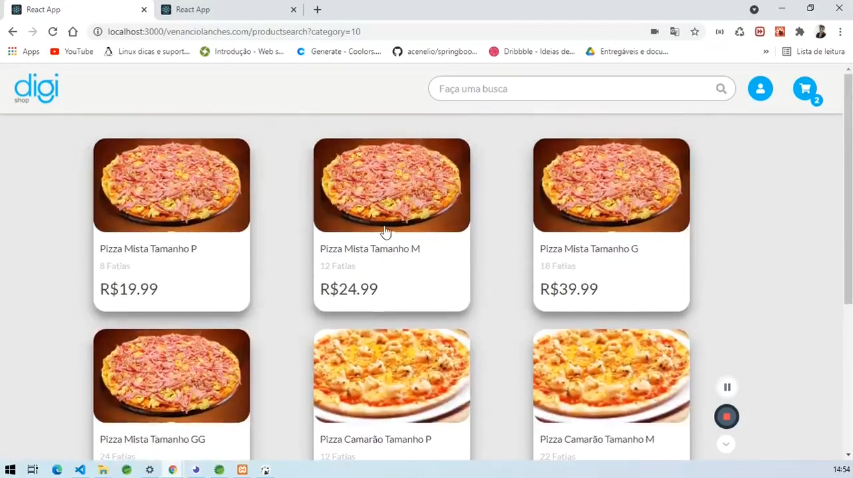 React App
React App
localhost:3000/venanciolanches.com/productsearch?category=10
Apps
YouTube
Linux dicas e suport...
Introdução - Web s...
Generate - Coolors....
acenelio/springboo...
Dribbble - Ideias de...
Entregáveis e docu...
»
Lista de leitura
digi
shop
Faça uma busca
2
Pizza Mista Tamanho P
8 Fatias
R$19.99
Pizza Mista Tamanho M
12 Fatias
R$24.99
Pizza Mista Tamanho G
18 Fatias
R$39.99
Pizza Mista Tamanho GG
24 Fatias
Pizza Camarão Tamanho P
12 Fatias
Pizza Camarão Tamanho M
22 Fatias
14:54